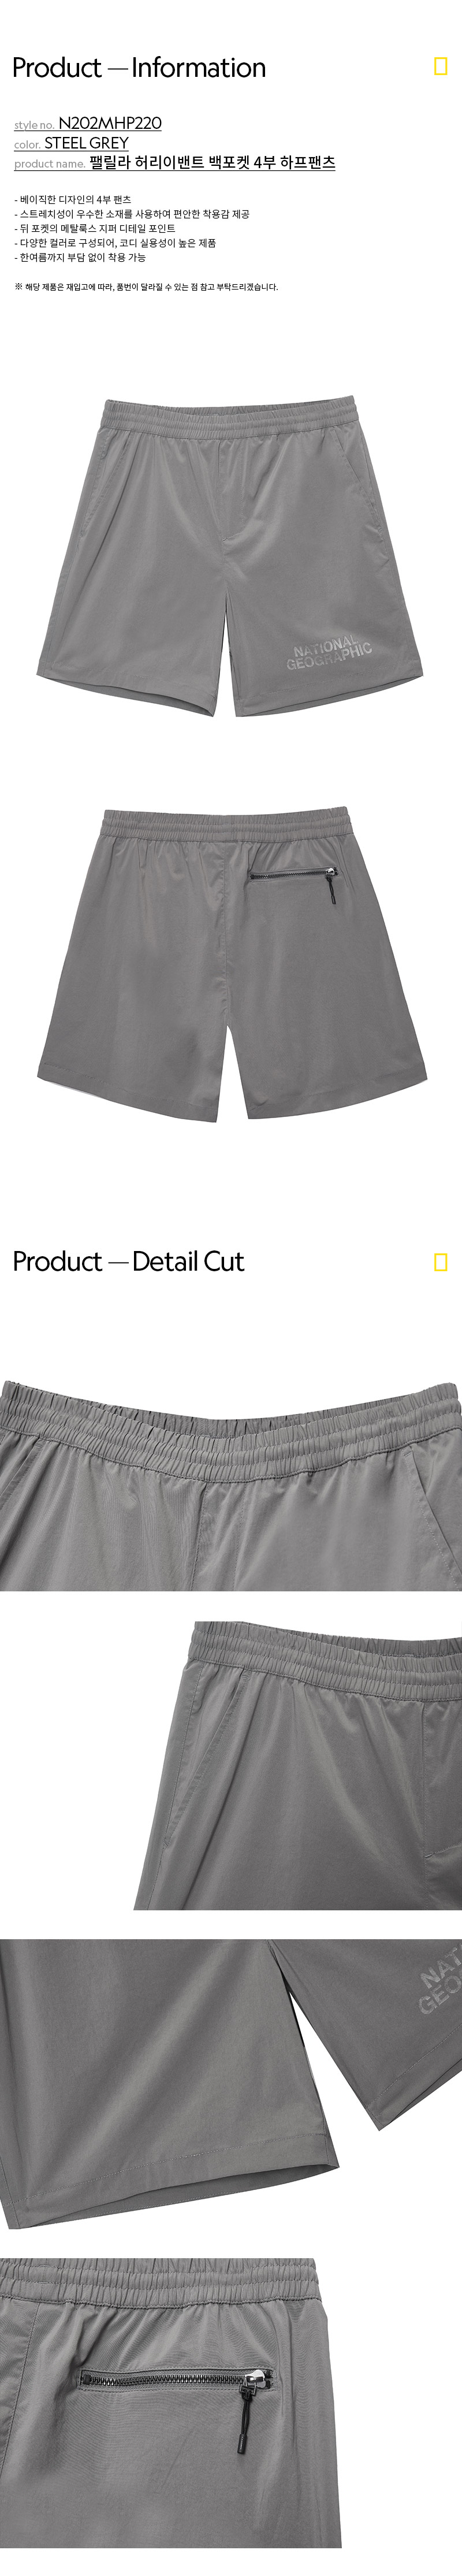 Product — Information
style no. N202MHP220
color. STEEL GREY
product name. 팰릴라 허리이밴트 백포켓 4부 하프팬츠
- 베이직한 디자인의 4부 팬츠
- 스트레치성이 우수한 소재를 사용하여 편안한 착용감 제공
- 뒤 포켓의 메탈룩스 지퍼 디테일 포인트
- 다양한 컬러로 구성되어, 코디 실용성이 높은 제품
- 한여름까지 부담 없이 착용 가능
※ 해당 제품은 재입고에 따라, 품번이 달라질 수 있는 점 참고 부탁드리겠습니다.
NATIONAL
GEOGRAPHIC
Product — Detail Cut
NAT
GEO